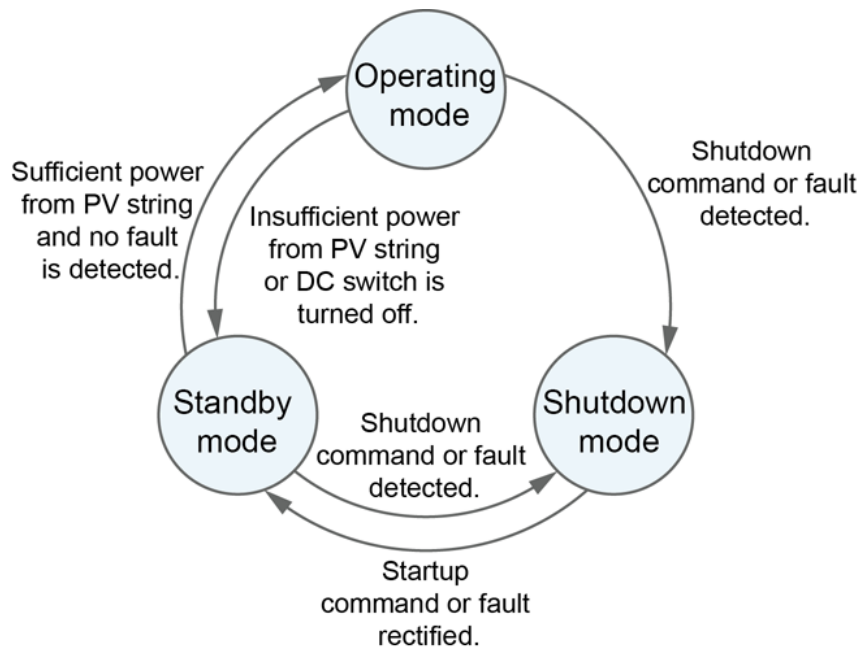 Operating
mode
Sufficient power
from PV string
and no fault
is detected.
Insufficient power
from PV string
or DC switch is
turned off.
Shutdown
command or fault
detected.
Standby
mode
Shutdown
command or fault
detected.
Shutdown
mode
Startup
command or fault
rectified.